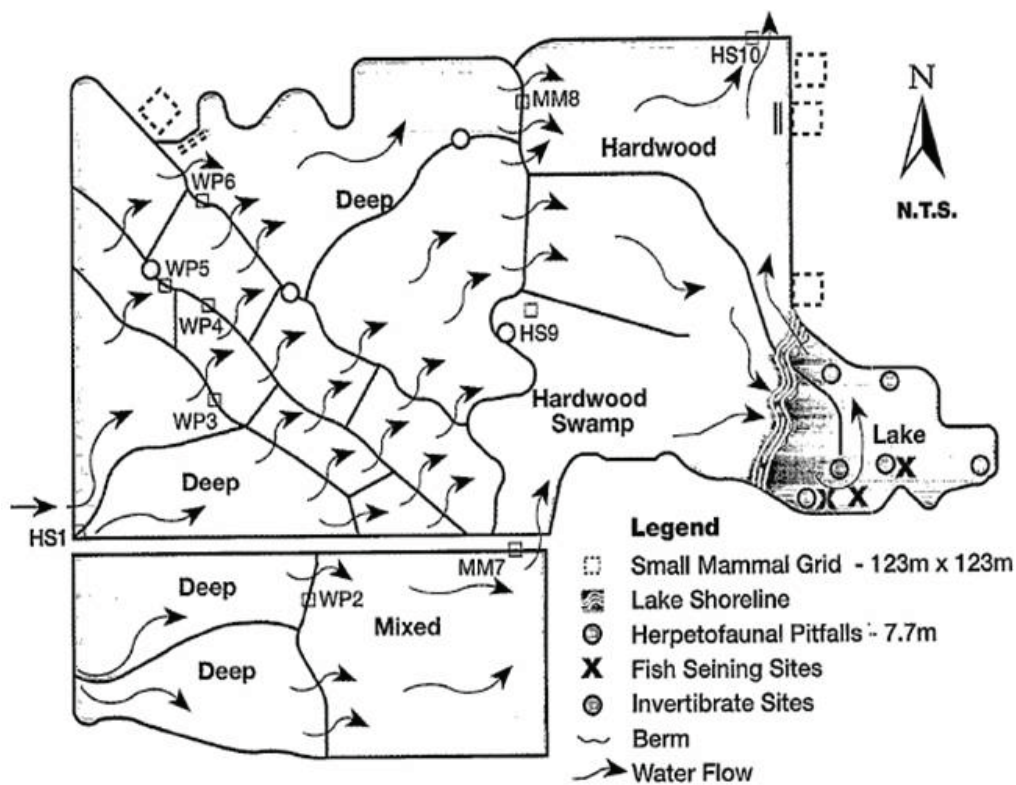 HS10
N
MM8
Hardwood
WP6
Deep
N.T.S.
WP5
WP4
HS9
WP3
Hardwood
Swamp
Lake
Deep
HS1
Legend
MM7
Small Mammal Grid - 123m x 123m
Deep
WP2
Lake Shoreline
Mixed
Herpetofaunal Pitfalls - 7.7m
Deep
X Fish Seining Sites
Invertibrate Sites
Berm
Water Flow